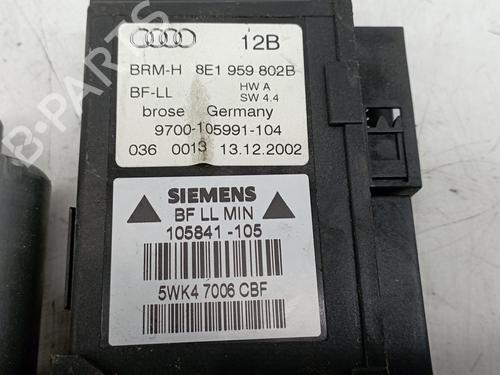 12B
BRM-H 8E1 959 802B
BF-LL HW A
SW 4.4
brose Germany
9700-105991-104
036 0013 13.12.2002
SIEMENS
BF LL MIN
105841-105
5WK4 7006 CBF